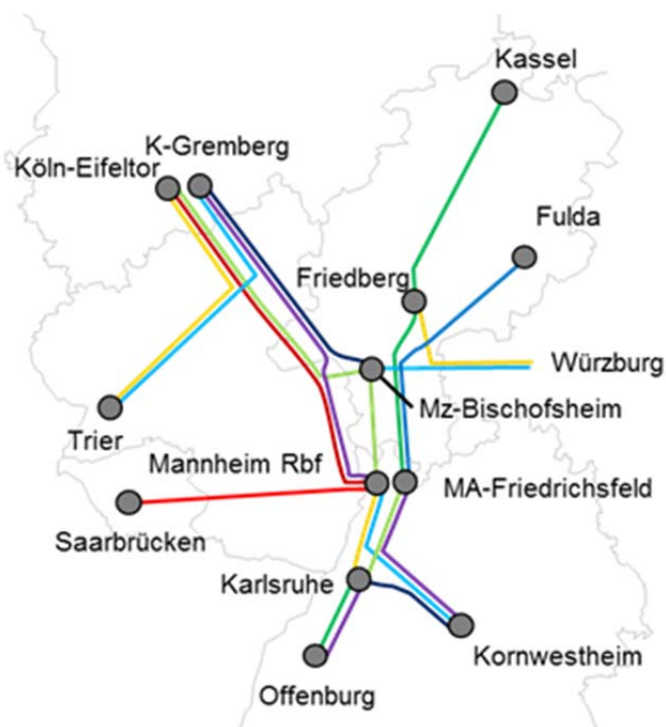 Kassel
K-Gremberg
Köln-Eifeltor
Fulda
Friedberg
Würzburg
Mz-Bischofsheim
Trier
Mannheim Rbf
MA-Friedrichsfeld
Saarbrücken
Karlsruhe
Kornwestheim
Offenburg